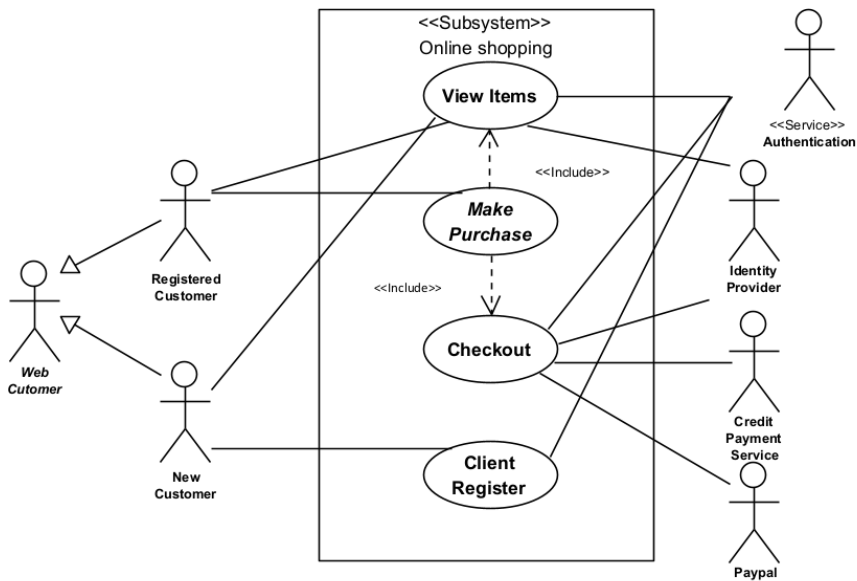 <<Subsystem>>
Online shopping
View Items
<<Service>>
Authentication
<<Include>>
Make
Purchase
Registered
Customer
Identity
Provider
<<Include>>
Checkout
Web
Cutomer
Credit
Payment
Service
Client
Register
New
Customer
Paypal